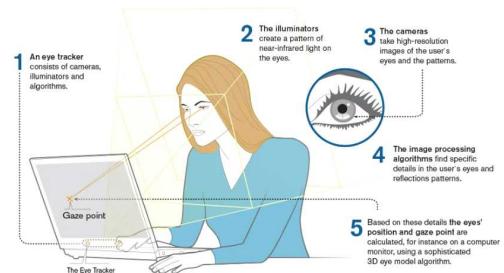 1 An eye tracker
consists of cameras,
illuminators and
algorithms.
2 The illuminators
create a pattern of
near-infrared light on
the eyes.
3 The cameras
take high-resolution
images of the user's
eyes and the patterns.
4 The image processing
algorithms find specific
details in the user's eyes and
reflections patterns.
5 Based on these details the eyes'
position and gaze point are
calculated, for instance on a computer
monitor, using a sophisticated
3D eye model algorithm.
Gaze point
The Eye Tracker